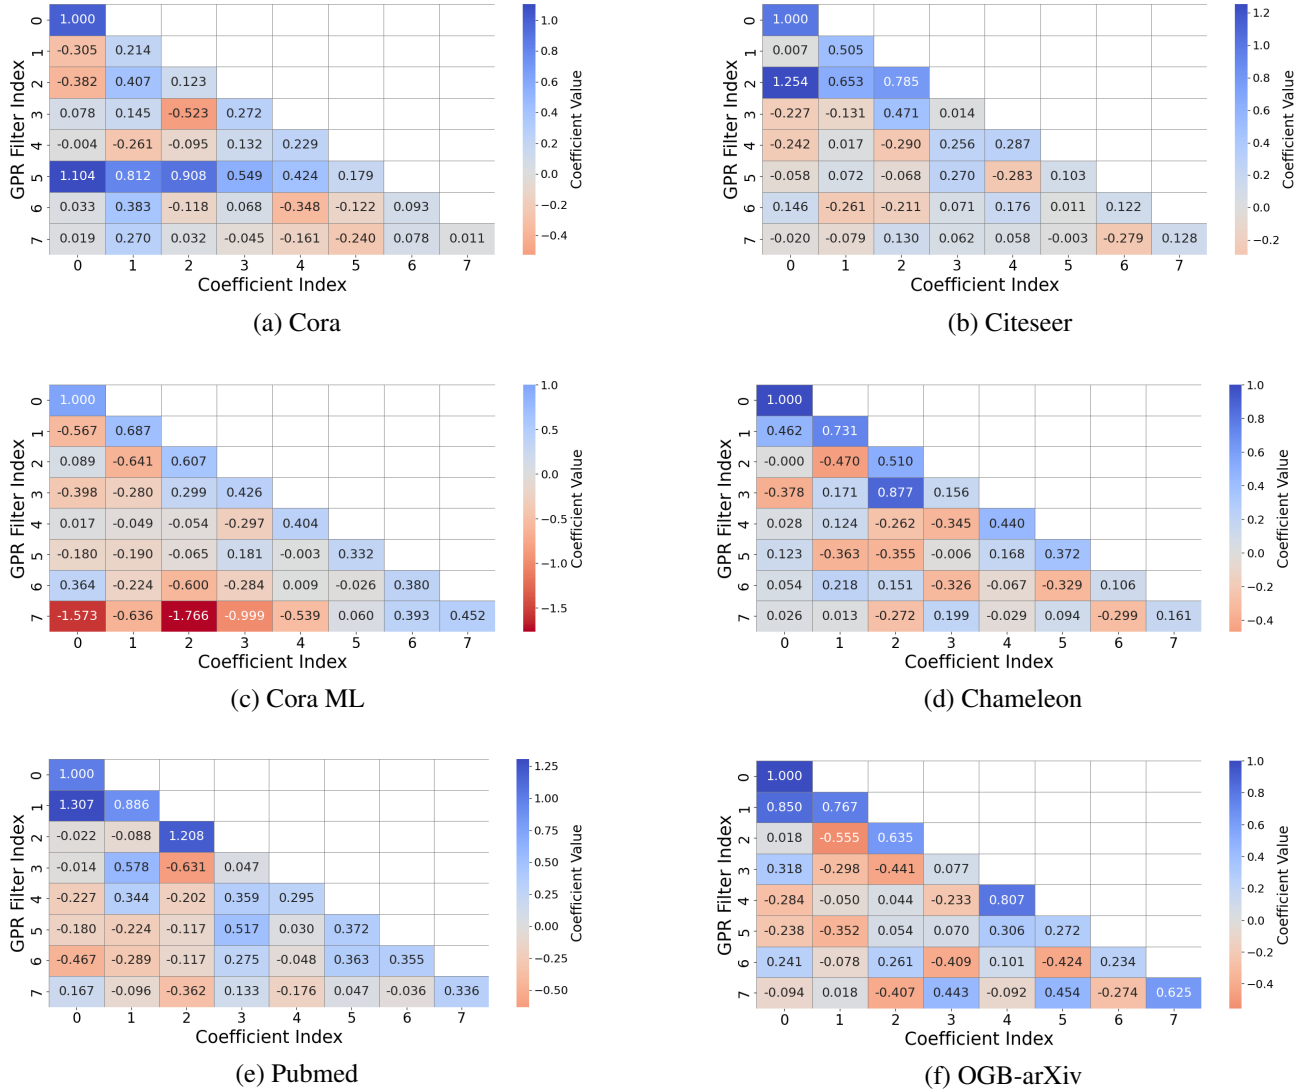 0 1.000
1 -0.305 0.214
2 -0.382 0.407 0.123
3 0.078 0.145 -0.523 0.272
4 -0.004 -0.261 -0.095 0.132 0.229
5 1.104 0.812 0.908 0.549 0.424 0.179
6 0.033 0.383 -0.118 0.068 -0.348 -0.122 0.093
7 0.019 0.270 0.032 -0.045 -0.161 -0.240 0.078 0.011
0 1 2 3 4 5 6 7
Coefficient Index
GPR Filter Index
1.0
0.8
0.6
0.4
0.2
0.0
−0.2
−0.4
Coefficient Value
(a) Cora
0 1.000
1 0.007 0.505
2 1.254 0.653 0.785
3 -0.227 -0.131 0.471 0.014
4 -0.242 0.017 -0.290 0.256 0.287
5 -0.058 0.072 -0.068 0.270 -0.283 0.103
6 0.146 -0.261 -0.211 0.071 0.176 0.011 0.122
7 -0.020 -0.079 0.130 0.062 0.058 -0.003 -0.279 0.128
0 1 2 3 4 5 6 7
Coefficient Index
GPR Filter Index
1.2
1.0
0.8
0.6
0.4
0.2
0.0
−0.2
Coefficient Value
(b) Citeseer
0 1.000
1 -0.567 0.687
2 0.089 -0.641 0.607
3 -0.398 -0.280 0.299 0.426
4 0.017 -0.049 -0.054 -0.297 0.404
5 -0.180 -0.190 -0.065 0.181 -0.003 0.332
6 0.364 -0.224 -0.600 -0.284 0.009 -0.026 0.380
7 -1.573 -0.636 -1.766 -0.999 -0.539 0.060 0.393 0.452
0 1 2 3 4 5 6 7
Coefficient Index
GPR Filter Index
1.0
0.5
0.0
−0.5
−1.0
−1.5
Coefficient Value
(c) Cora ML
0 1.000
1 0.462 0.731
2 -0.000 -0.470 0.510
3 -0.378 0.171 0.877 0.156
4 0.028 0.124 -0.262 -0.345 0.440
5 0.123 -0.363 -0.355 -0.006 0.168 0.372
6 0.054 0.218 0.151 -0.326 -0.067 -0.329 0.106
7 0.026 0.013 -0.272 0.199 -0.029 0.094 -0.299 0.161
0 1 2 3 4 5 6 7
Coefficient Index
GPR Filter Index
1.0
0.8
0.6
0.4
0.2
0.0
−0.2
−0.4
Coefficient Value
(d) Chameleon
0 1.000
1 1.307 0.886
2 -0.022 -0.088 1.208
3 -0.014 0.578 -0.631 0.047
4 -0.227 0.344 -0.202 0.359 0.295
5 -0.180 -0.224 -0.117 0.517 0.030 0.372
6 -0.467 -0.289 -0.117 0.275 -0.048 0.363 0.355
7 0.167 -0.096 -0.362 0.133 -0.176 0.047 -0.036 0.336
0 1 2 3 4 5 6 7
Coefficient Index
GPR Filter Index
1.25
1.00
0.75
0.50
0.25
0.00
−0.25
−0.50
Coefficient Value
(e) Pubmed
0 1.000
1 0.850 0.767
2 0.018 -0.555 0.635
3 0.318 -0.298 -0.441 0.077
4 -0.284 -0.050 0.044 -0.233 0.807
5 -0.238 -0.352 0.054 0.070 0.306 0.272
6 0.241 -0.078 0.261 -0.409 0.101 -0.424 0.234
7 -0.094 0.018 -0.407 0.443 -0.092 0.454 -0.274 0.625
0 1 2 3 4 5 6 7
Coefficient Index
GPR Filter Index
1.0
0.8
0.6
0.4
0.2
0.0
−0.2
−0.4
Coefficient Value
(f) OGB-arXiv